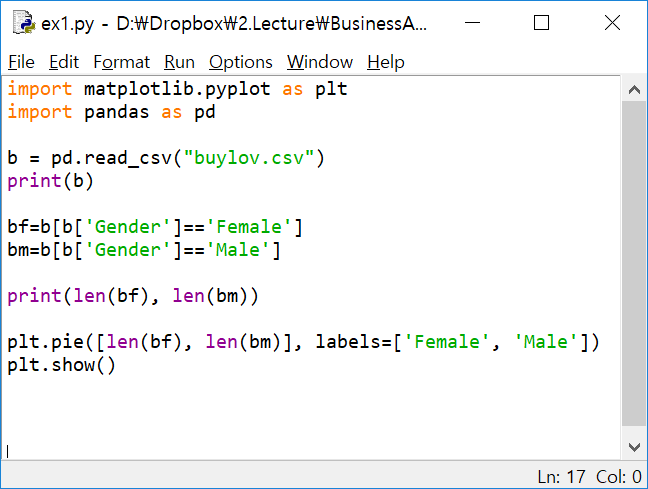 ex1.py - D:₩Dropbox₩2.Lecture₩BusinessA...
File Edit Format Run Options Window Help
import matplotlib.pyplot as plt
import pandas as pd
b = pd.read_csv("buylov.csv")
print(b)
bf=b[b['Gender']=='Female']
bm=b[b['Gender']=='Male']
print(len(bf), len(bm))
plt.pie([len(bf), len(bm)], labels=['Female', 'Male'])
plt.show()
Ln: 17 Col: 0